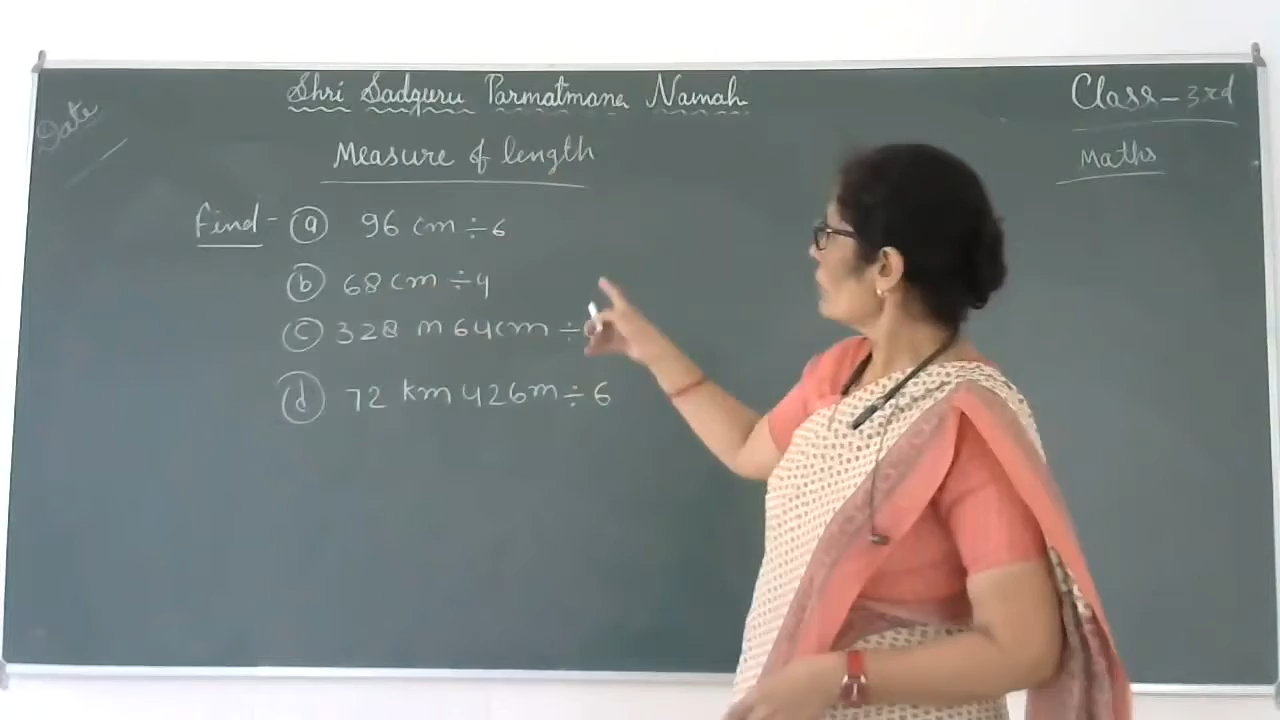 Date
Shri Sadguru Parmatmane Namah
Class-3rd
Measure of length
Maths
Find- (a) 96 cm ÷ 6
(b) 68 cm ÷ 4
(c) 328 m 64 cm ÷
(d) 72 km 426 m ÷ 6